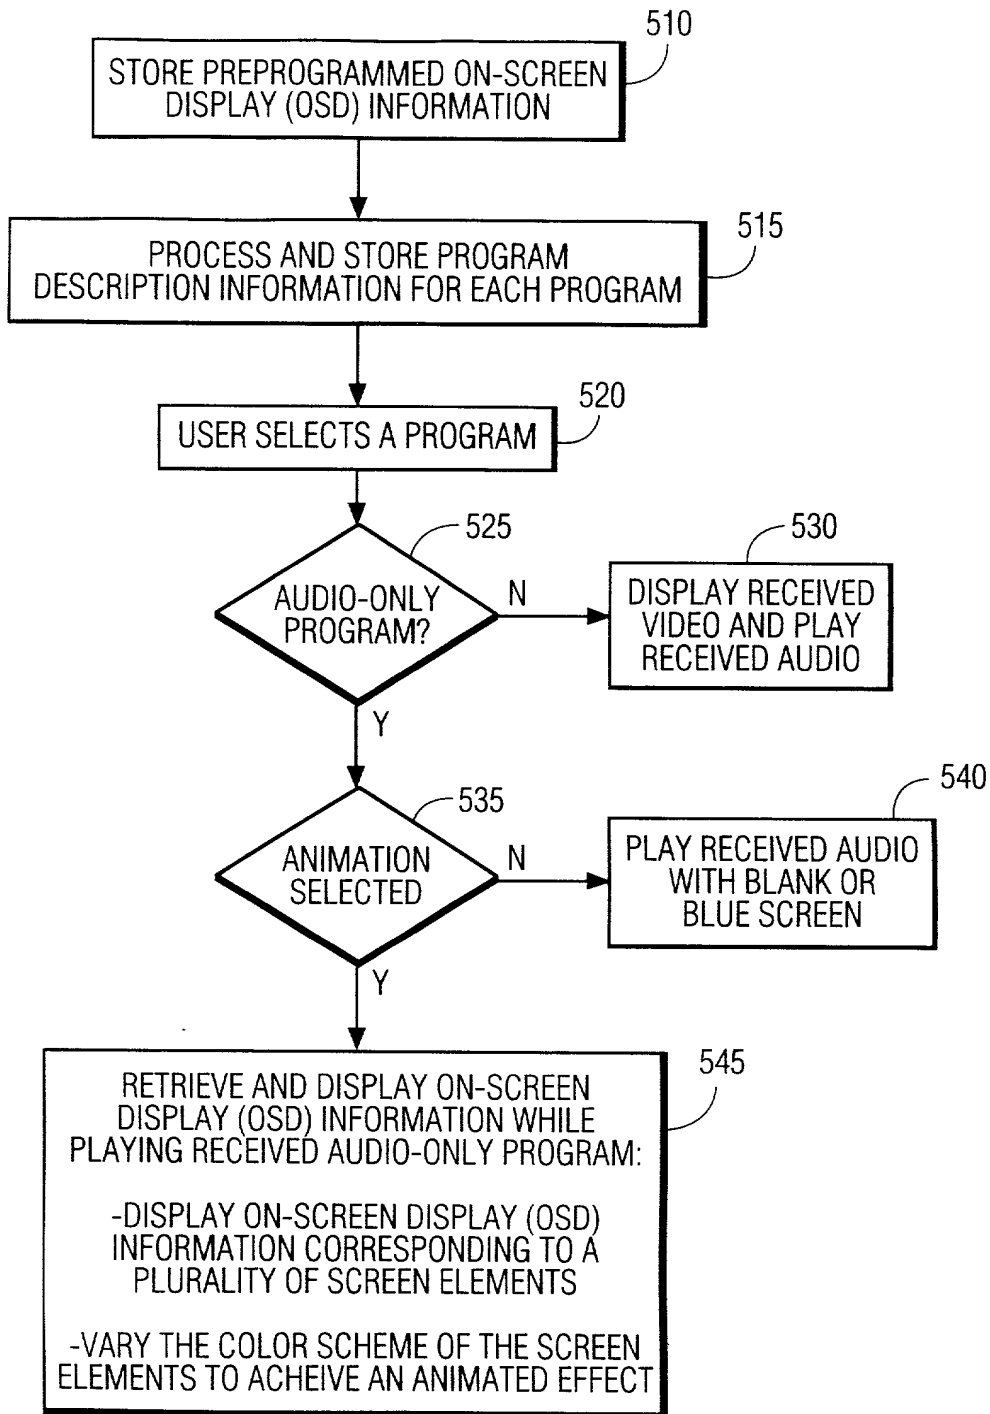 510
STORE PREPROGRAMMED ON-SCREEN
DISPLAY (OSD) INFORMATION
515
PROCESS AND STORE PROGRAM
DESCRIPTION INFORMATION FOR EACH PROGRAM
520
USER SELECTS A PROGRAM
525
AUDIO-ONLY
PROGRAM?
N
530
DISPLAY RECEIVED
VIDEO AND PLAY
RECEIVED AUDIO
Y
535
ANIMATION
SELECTED
N
540
PLAY RECEIVED AUDIO
WITH BLANK OR
BLUE SCREEN
Y
545
RETRIEVE AND DISPLAY ON-SCREEN
DISPLAY (OSD) INFORMATION WHILE
PLAYING RECEIVED AUDIO-ONLY PROGRAM:
-DISPLAY ON-SCREEN DISPLAY (OSD)
INFORMATION CORRESPONDING TO A
PLURALITY OF SCREEN ELEMENTS
-VARY THE COLOR SCHEME OF THE SCREEN
ELEMENTS TO ACHEIVE AN ANIMATED EFFECT